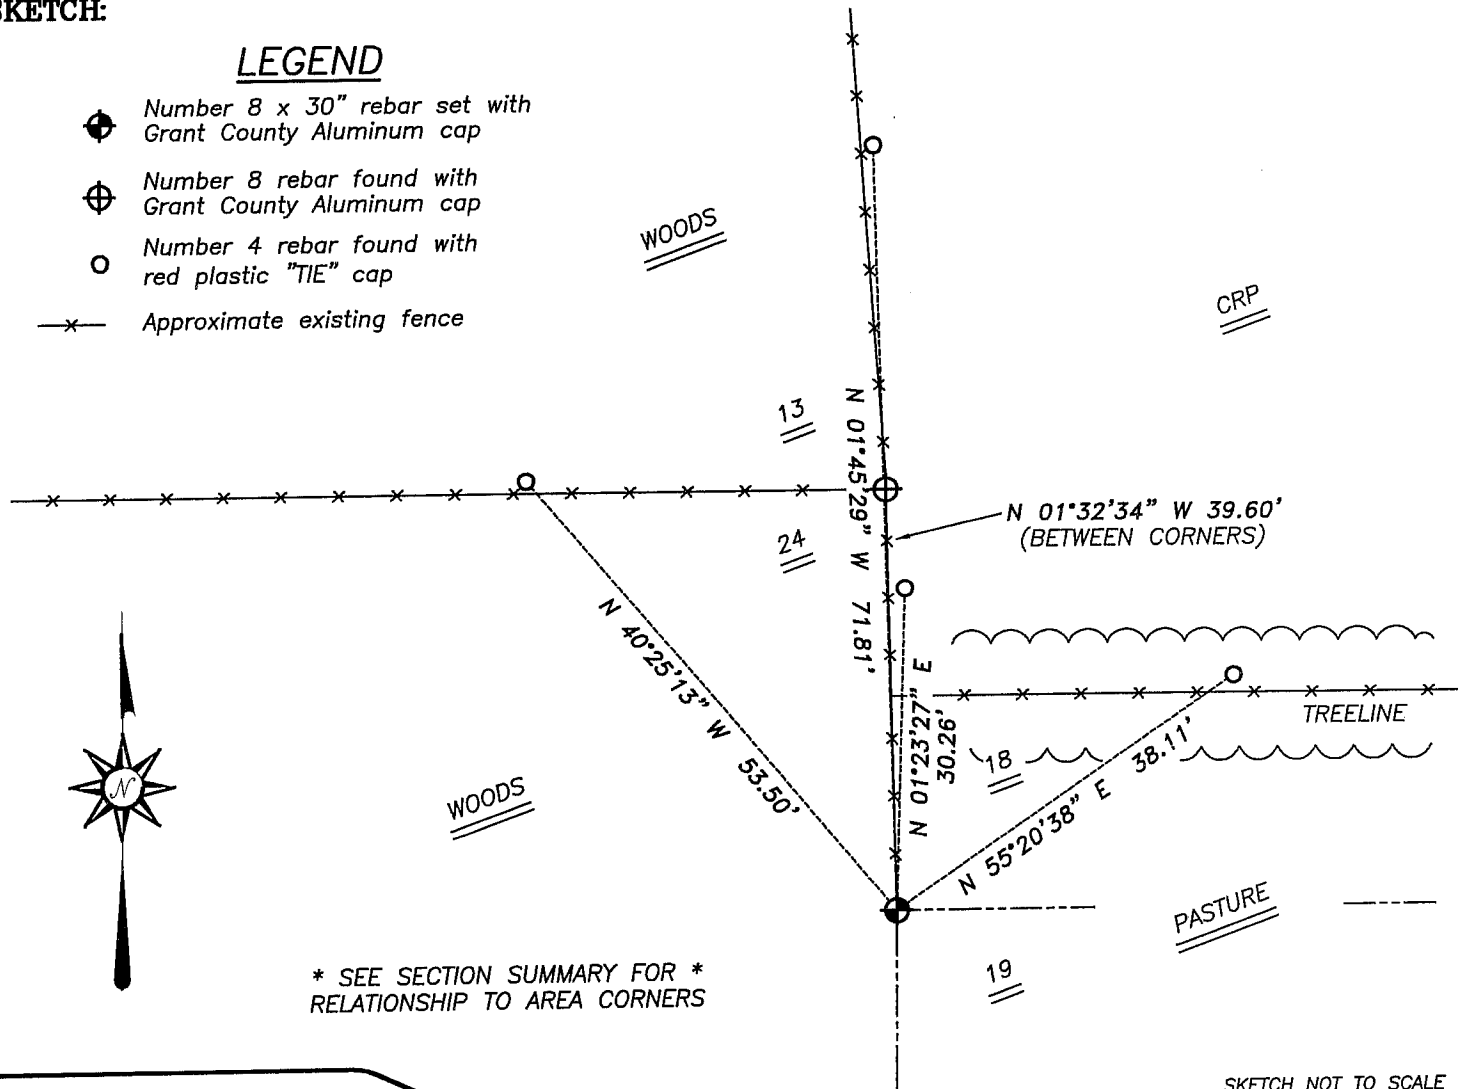 SKETCH:
LEGEND
Number 8 x 30" rebar set with
Grant County Aluminum cap
Number 8 rebar found with
Grant County Aluminum cap
Number 4 rebar found with
red plastic "TIE" cap
Approximate existing fence
WOODS
CRP
13
N 01°45'29" W 71.81'
24
N 01°32'34" W 39.60'
(BETWEEN CORNERS)
N 40°25'13" W 53.50'
N 01°23'27" E
30.26'
TREELINE
18
N 55°20'38" E 38.11'
N
WOODS
PASTURE
19
* SEE SECTION SUMMARY FOR *
RELATIONSHIP TO AREA CORNERS
SKETCH NOT TO SCALE